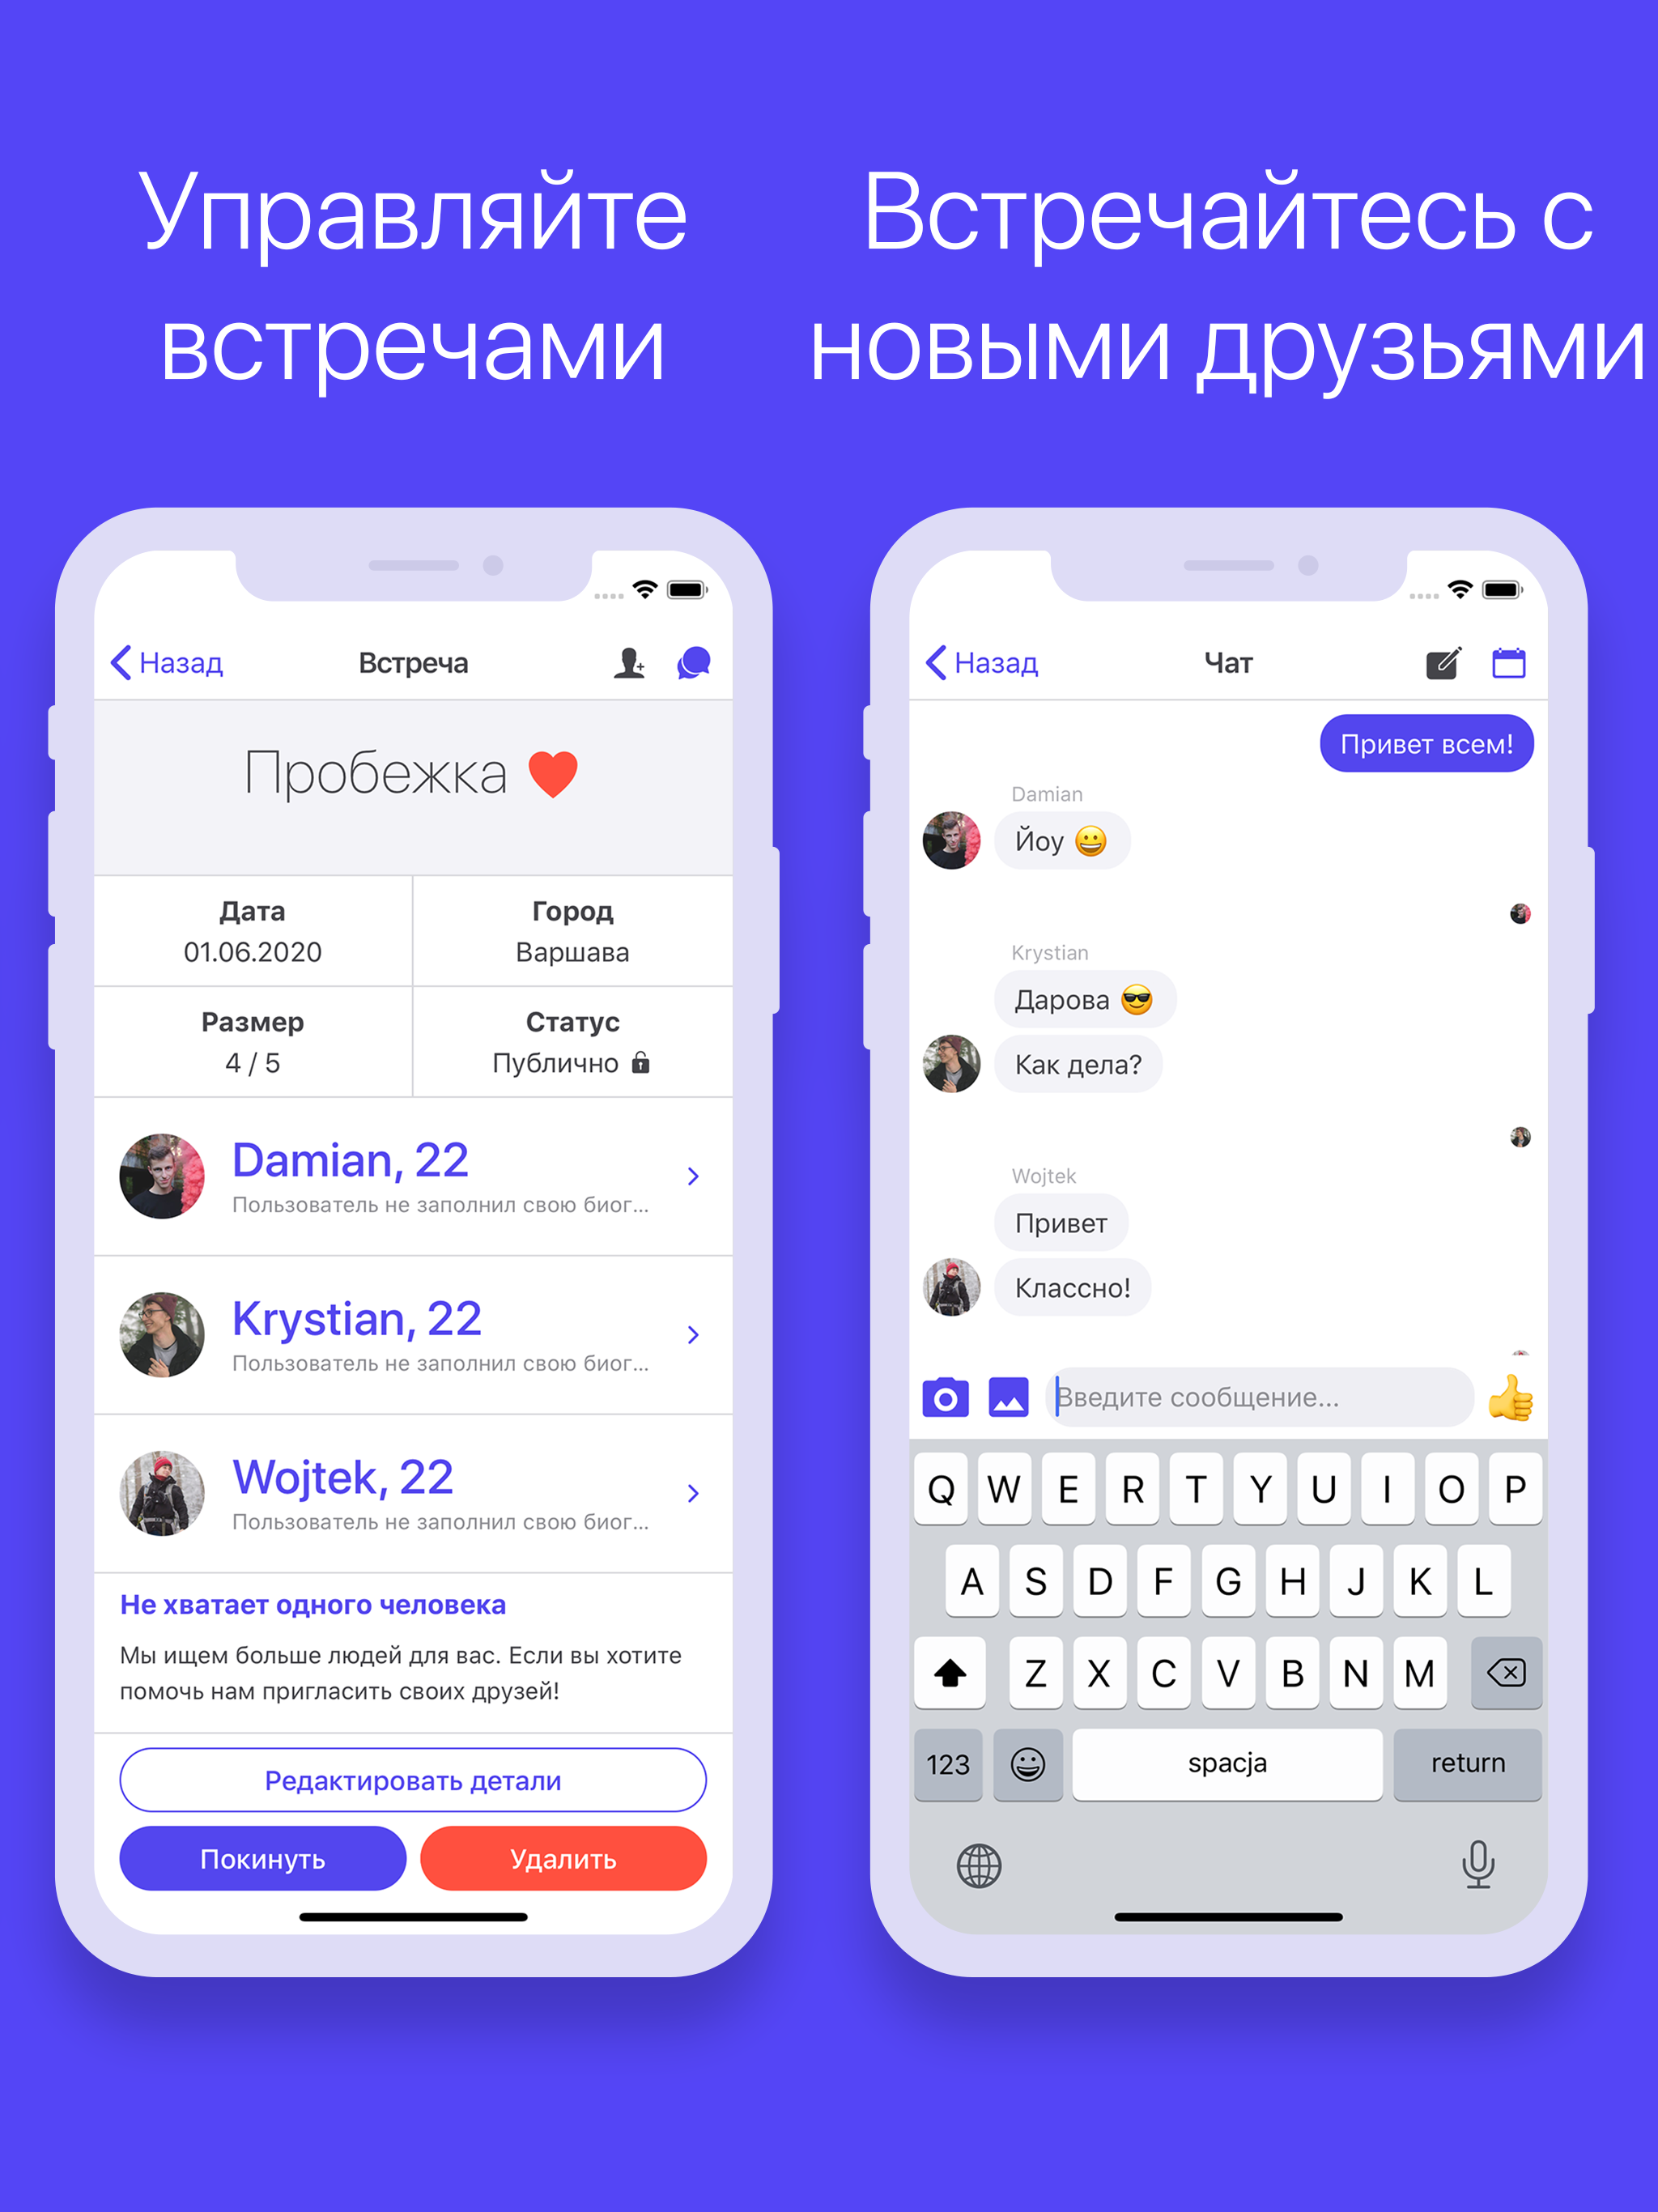 Управляйте
встречами
Встречайтесь с
новыми друзьями
Назад
Встреча
Пробежка ❤️
Дата
01.06.2020
Город
Варшава
Размер
4 / 5
Статус
Публично
Damian, 22
Пользователь не заполнил свою биог...
Krystian, 22
Пользователь не заполнил свою биог...
Wojtek, 22
Пользователь не заполнил свою биог...
Не хватает одного человека
Мы ищем больше людей для вас. Если вы хотите
помочь нам пригласить своих друзей!
Редактировать детали
Покинуть
Удалить
Назад
Чат
Привет всем!
Damian
Йоу 😀
Krystian
Дарова 😎
Как дела?
Wojtek
Привет
Классно!
Введите сообщение...
Q W E R T Y U I O P
A S D F G H J K L
Z X C V B N M
123
spacja
return